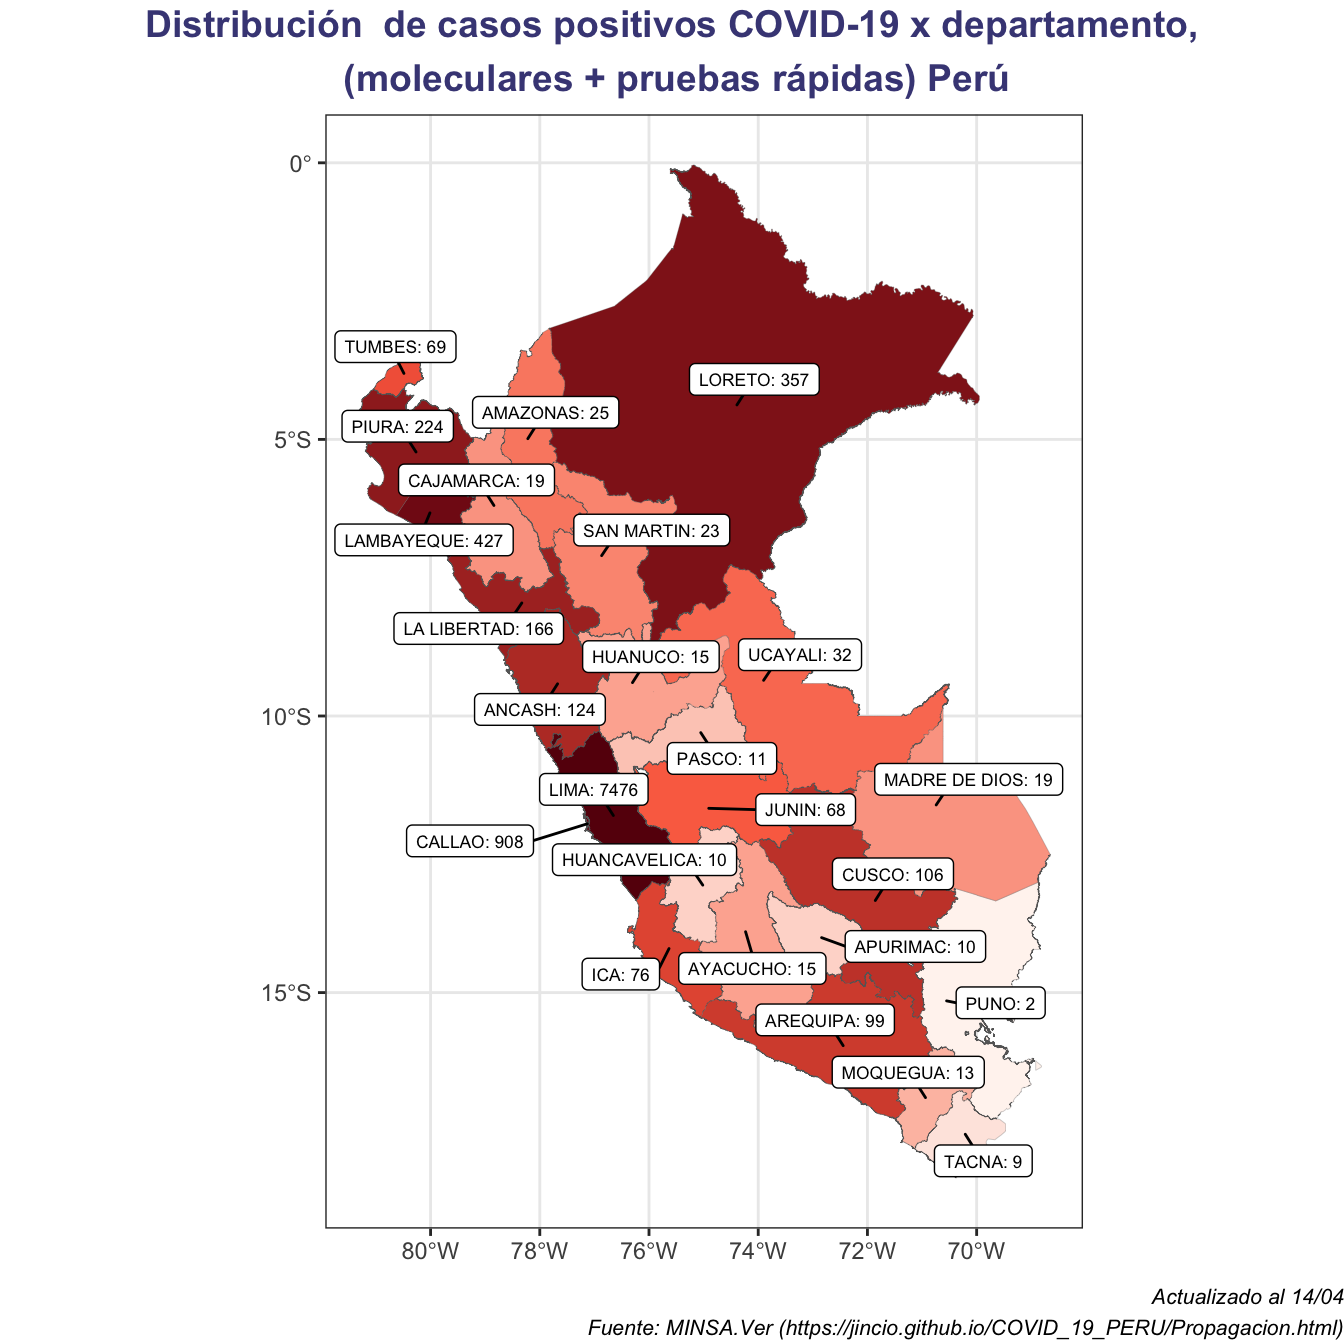 Distribución  de casos positivos COVID-19 x departamento,
(moleculares + pruebas rápidas) Perú
0°
TUMBES: 69
LORETO: 357
AMAZONAS: 25
PIURA: 224
5°S
CAJAMARCA: 19
SAN MARTIN: 23
LAMBAYEQUE: 427
LA LIBERTAD: 166
HUANUCO: 15
UCAYALI: 32
ANCASH: 124
10°S
PASCO: 11
MADRE DE DIOS: 19
LIMA: 7476
JUNIN: 68
CALLAO: 908
HUANCAVELICA: 10
CUSCO: 106
APURIMAC: 10
AYACUCHO: 15
ICA: 76
15°S
PUNO: 2
AREQUIPA: 99
MOQUEGUA: 13
TACNA: 9
80°W 78°W 76°W 74°W 72°W 70°W
Actualizado al 14/04
Fuente: MINSA.Ver (https://jincio.github.io/COVID_19_PERU/Propagacion.html)